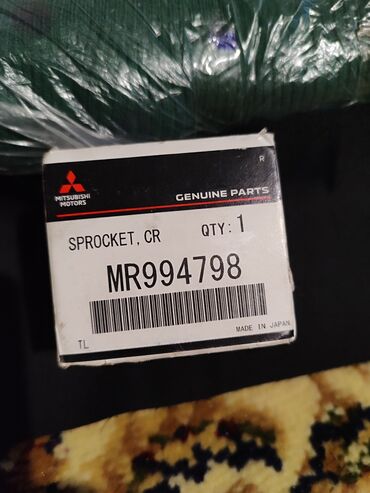 R
MITSUBISHI
MOTORS
GENUINE PARTS
SPROCKET, CR QTY: 1
MR994798
MADE IN JAPAN
TL